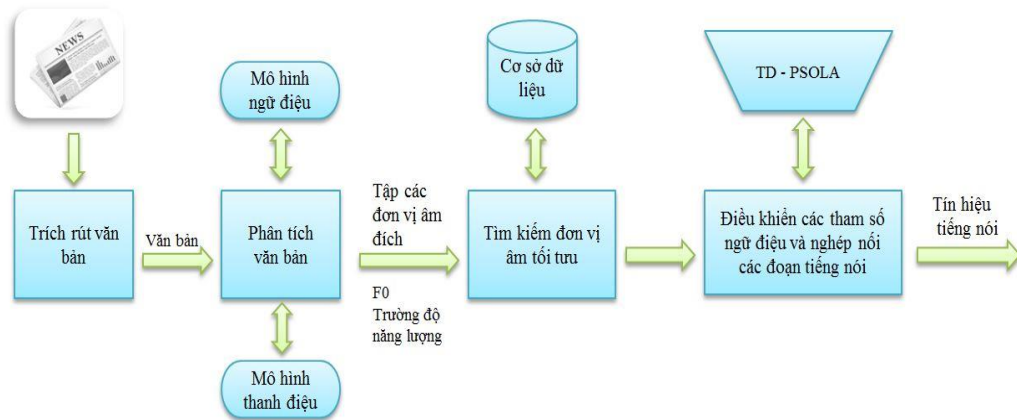 NEWS
Mô hình
ngữ điệu
Cơ sở dữ
liệu
TD - PSOLA
Trích rút văn
bản
Văn bản
Phân tích
văn bản
Tập các
đơn vị âm
đích
F0
Trường độ
năng lượng
Tìm kiếm đơn vị
âm tối tưu
Điều khiển các tham số
ngữ điệu và nghép nối
các đoạn tiếng nói
Tín hiệu
tiếng nói
Mô hình
thanh điệu